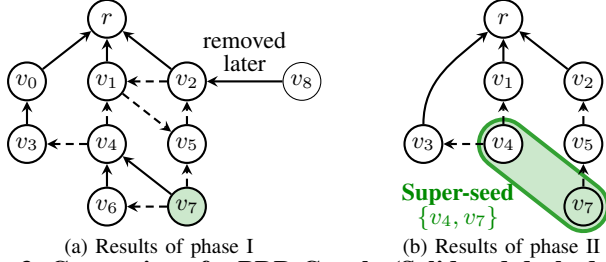 r r
removed
later
v0 v1 v2 v8 v1 v2
v3 v4 v5 v3 v4 v5
Super-seed
{v4, v7}
v6 v7 v7
(a) Results of phase I (b) Results of phase II